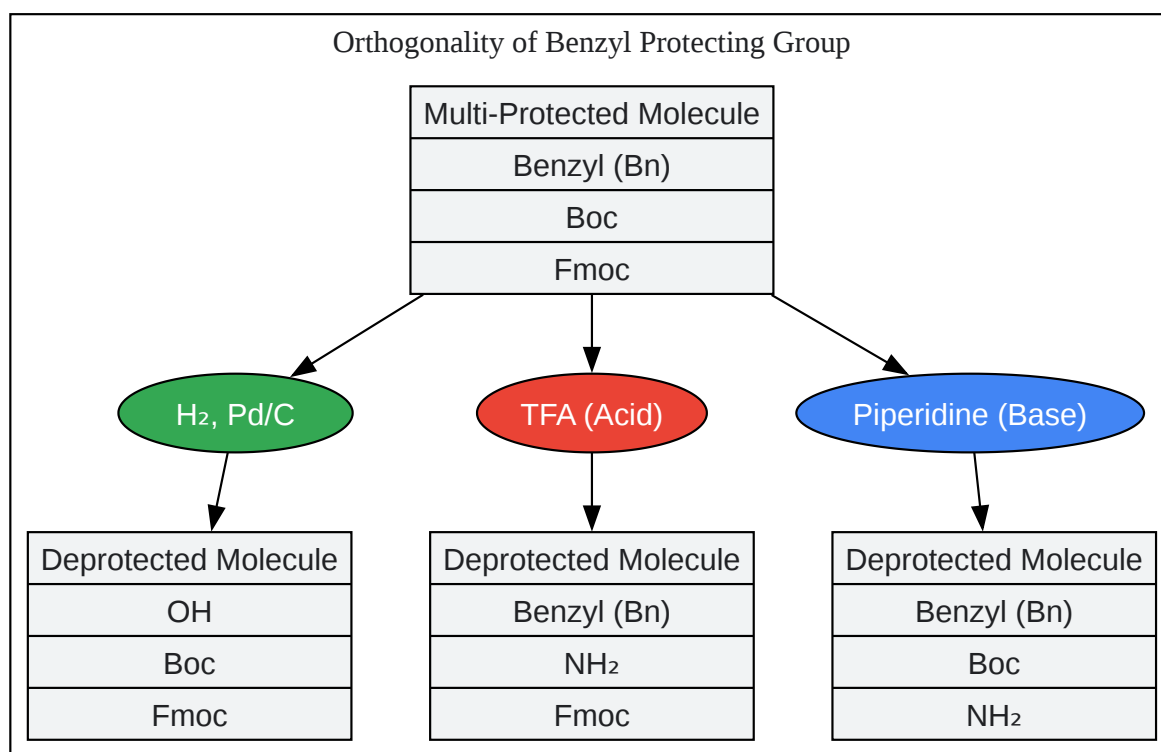 Orthogonality of Benzyl Protecting Group
Multi-Protected Molecule
Benzyl (Bn)
Boc
Fmoc
H₂, Pd/C
TFA (Acid)
Piperidine (Base)
Deprotected Molecule
OH
Boc
Fmoc
Deprotected Molecule
Benzyl (Bn)
NH₂
Fmoc
Deprotected Molecule
Benzyl (Bn)
Boc
NH₂